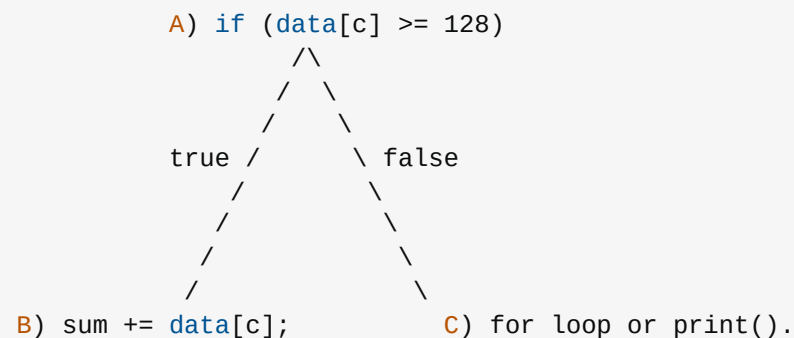 A) if (data[c] >= 128)
/\
/ \
/ \
true / \ false
/ \
/ \
/ \
/ \
B) sum += data[c]; C) for loop or print().